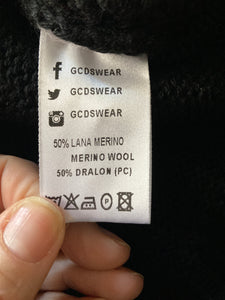 GCDSWEAR
GCDSWEAR
GCDSWEAR
50% LANA MERINO
MERINO WOOL
50% DRALON (PC)